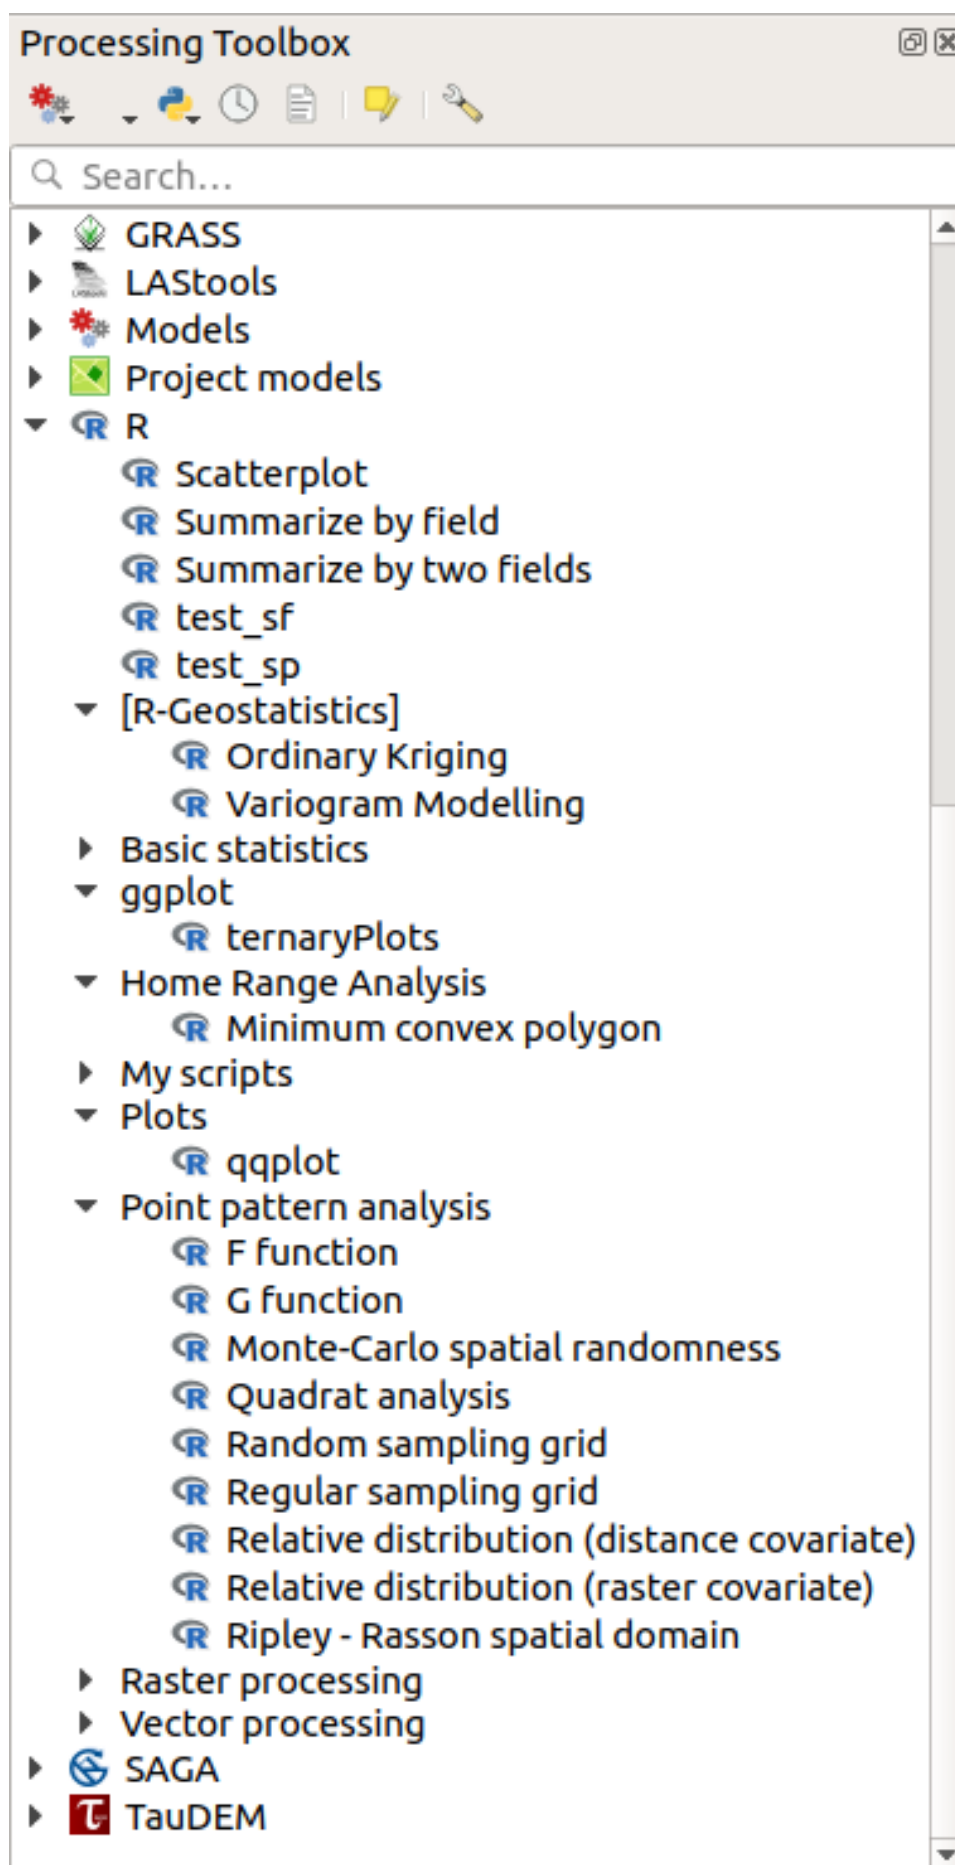 Processing Toolbox
Search...
GRASS
LAStools
Models
Project models
R
Scatterplot
Summarize by field
Summarize by two fields
test_sf
test_sp
[R-Geostatistics]
Ordinary Kriging
Variogram Modelling
Basic statistics
ggplot
ternaryPlots
Home Range Analysis
Minimum convex polygon
My scripts
Plots
qqplot
Point pattern analysis
F function
G function
Monte-Carlo spatial randomness
Quadrat analysis
Random sampling grid
Regular sampling grid
Relative distribution (distance covariate)
Relative distribution (raster covariate)
Ripley - Rasson spatial domain
Raster processing
Vector processing
SAGA
TauDEM